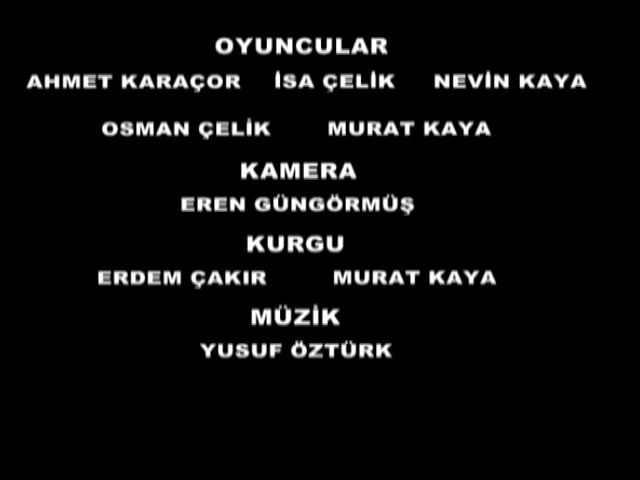 OYUNCULAR
AHMET KARAÇOR İSA ÇELİK NEVİN KAYA
OSMAN ÇELİK MURAT KAYA
KAMERA
EREN GÜNGÖRMÜŞ
KURGU
ERDEM ÇAKIR MURAT KAYA
MÜZİK
YUSUF ÖZTÜRK